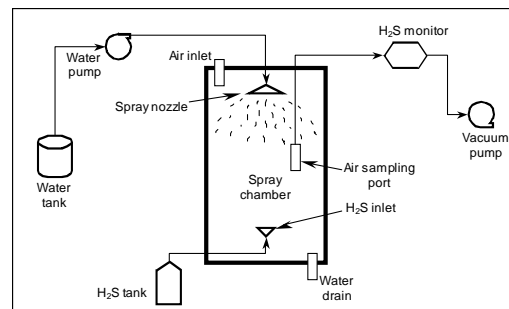 H₂S monitor
Water
pump
Air inlet
Spray nozzle
Vacuum
pump
Air sampling
port
Spray
chamber
Water
tank
H₂S inlet
H₂S tank
Water
drain